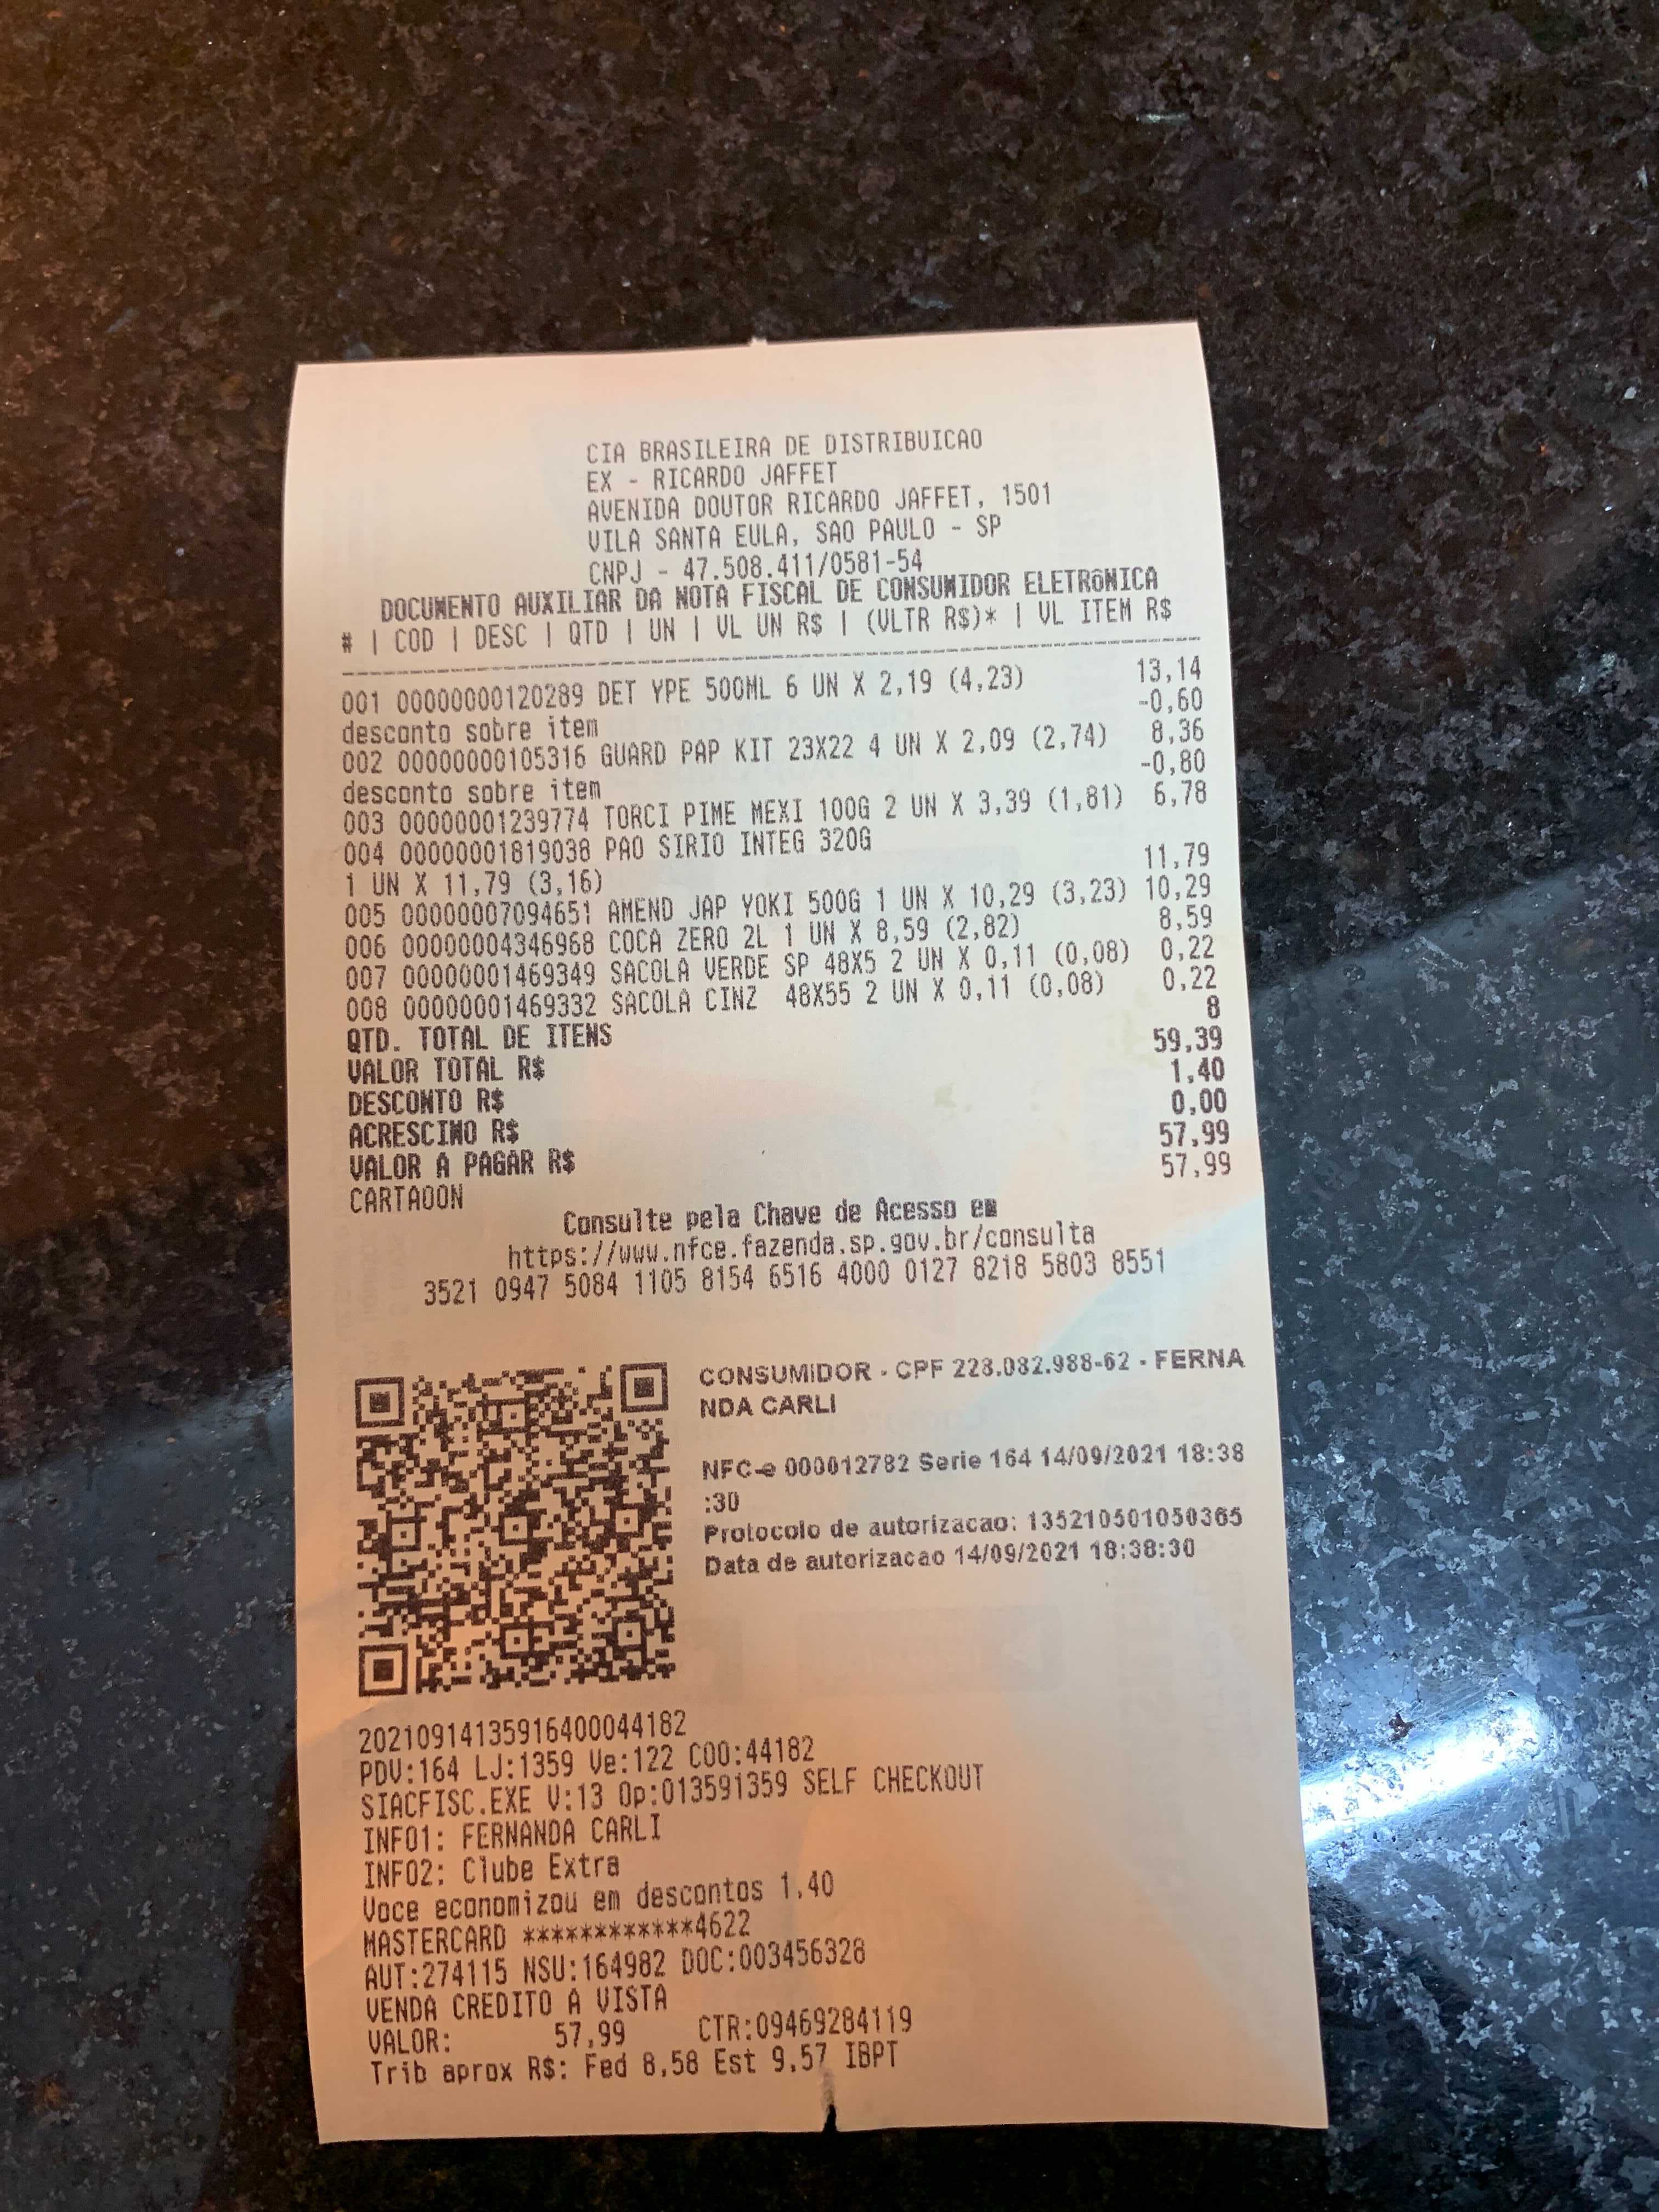 CIA BRASILEIRA DE DISTRIBUICAO
EX - RICARDO JAFFET
AVENIDA DOUTOR RICARDO JAFFET, 1501
VILA SANTA EULA, SAO PAULO - SP
CNPJ - 47.508.411/0581-54
DOCUMENTO AUXILIAR DA NOTA FISCAL DE CONSUMIDOR ELETRôNICA
# | COD | DESC | QTD | UN | VL UN R$ | (VLTR R$)* | VL ITEM R$
001 00000000120289 DET YPE 500ML 6 UN X 2,19 (4,23) 13,14
desconto sobre item -0,60
002 00000000105316 GUARD PAP KIT 23X22 4 UN X 2,09 (2,74) 8,36
desconto sobre item -0,80
003 00000001239774 TORCI PIME MEXI 100G 2 UN X 3,39 (1,81) 6,78
004 00000001819038 PAO SIRIO INTEG 320G
1 UN X 11,79 (3,16) 11,79
005 00000007094651 AMEND JAP YOKI 500G 1 UN X 10,29 (3,23) 10,29
006 00000004346968 COCA ZERO 2L 1 UN X 8,59 (2,82) 8,59
007 00000001469349 SACOLA VERDE SP 48X5 2 UN X 0,11 (0,08) 0,22
008 00000001469332 SACOLA CINZ 48X55 2 UN X 0,11 (0,08) 0,22
QTD. TOTAL DE ITENS 8
VALOR TOTAL R$ 59,39
DESCONTO R$ 1,40
ACRESCIMO R$ 0,00
VALOR A PAGAR R$ 57,99
CARTAOON 57,99
Consulte pela Chave de Acesso em
https://www.nfce.fazenda.sp.gov.br/consulta
3521 0947 5084 1105 8154 6516 4000 0127 8218 5803 8551
CONSUMIDOR - CPF 228.082.988-62 - FERNA
NDA CARLI
NFC-e 000012782 Serie 164 14/09/2021 18:38
:30
Protocolo de autorizacao: 135210501050365
Data de autorizacao 14/09/2021 18:38:30
20210914135916400044182
PDV:164 LJ:1359 Ve:122 COO:44182
SIACFISC.EXE V:13 Op:013591359 SELF CHECKOUT
INFO1: FERNANDA CARLI
INFO2: Clube Extra
Voce economizou em descontos 1,40
MASTERCARD ************4622
AUT:274115 NSU:164982 DOC:003456328
VENDA CREDITO A VISTA
VALOR: 57,99 CTR:09469284119
Trib aprox R$: Fed 8,58 Est 9,57 IBPT